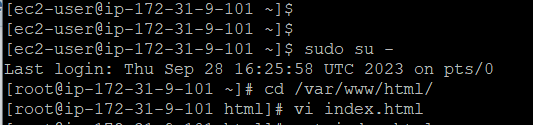 [ec2-user@ip-172-31-9-101 ~]$
[ec2-user@ip-172-31-9-101 ~]$
[ec2-user@ip-172-31-9-101 ~]$ sudo su -
Last login: Thu Sep 28 16:25:58 UTC 2023 on pts/0
[root@ip-172-31-9-101 ~]# cd /var/www/html/
[root@ip-172-31-9-101 html]# vi index.html